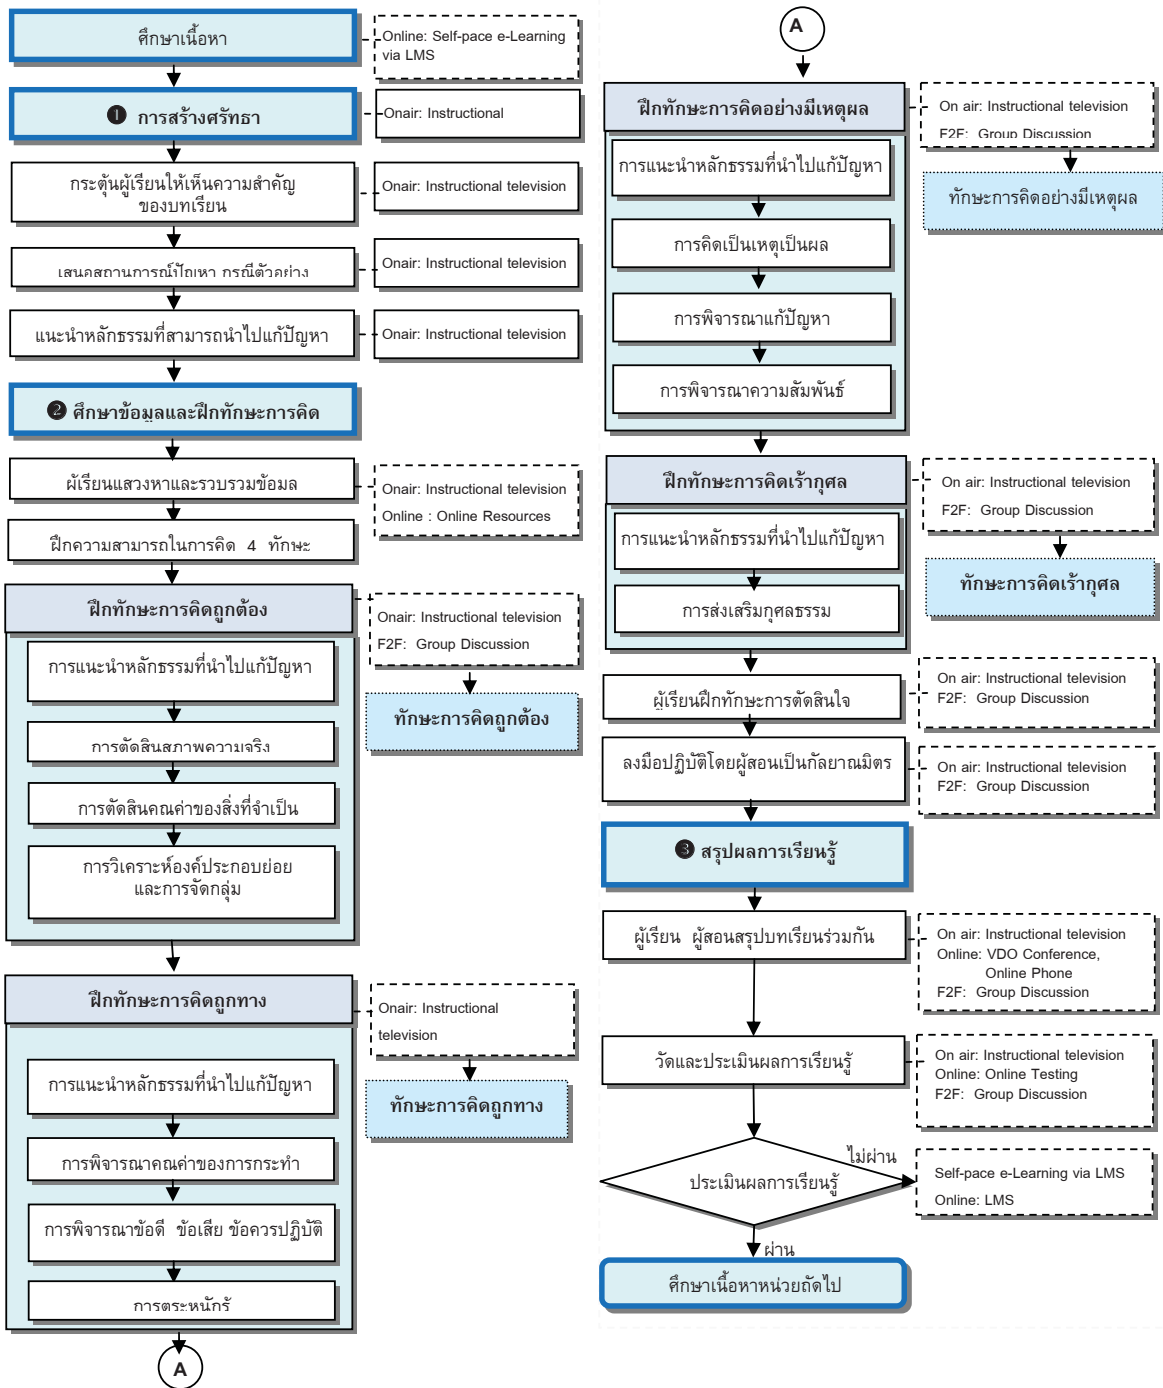 ศึกษาเนื้อหา
Online: Self-pace e-Learning
via LMS
❶ การสร้างศรัทธา
Onair: Instructional
กระตุ้นผู้เรียนให้เห็นความสำคัญ
ของบทเรียน
Onair: Instructional television
เสนอสถานการณ์ปัญหา กรณีตัวอย่าง
Onair: Instructional television
แนะนำหลักธรรมที่สามารถนำไปแก้ปัญหา
Onair: Instructional television
❷ ศึกษาข้อมูลและฝึกทักษะการคิด
ผู้เรียนแสวงหาและรวบรวมข้อมูล
Onair: Instructional television
Online : Online Resources
ฝึกความสามารถในการคิด 4 ทักษะ
ฝึกทักษะการคิดถูกต้อง
Onair: Instructional television
F2F: Group Discussion
การแนะนำหลักธรรมที่นำไปแก้ปัญหา
ทักษะการคิดถูกต้อง
การตัดสินสภาพความจริง
การตัดสินคุณค่าของสิ่งที่จำเป็น
การวิเคราะห์องค์ประกอบย่อย
และการจัดกลุ่ม
ฝึกทักษะการคิดถูกทาง
Onair: Instructional
television
การแนะนำหลักธรรมที่นำไปแก้ปัญหา
ทักษะการคิดถูกทาง
การพิจารณาคุณค่าของการกระทำ
การพิจารณาข้อดี ข้อเสีย ข้อควรปฏิบัติ
การตระหนักรู้
A
A
ฝึกทักษะการคิดอย่างมีเหตุผล
On air: Instructional television
F2F: Group Discussion
การแนะนำหลักธรรมที่นำไปแก้ปัญหา
ทักษะการคิดอย่างมีเหตุผล
การคิดเป็นเหตุเป็นผล
การพิจารณาแก้ปัญหา
การพิจารณาความสัมพันธ์
ฝึกทักษะการคิดเร้ากุศล
On air: Instructional television
F2F: Group Discussion
การแนะนำหลักธรรมที่นำไปแก้ปัญหา
ทักษะการคิดเร้ากุศล
การส่งเสริมกุศลธรรม
ผู้เรียนฝึกทักษะการตัดสินใจ
On air: Instructional television
F2F: Group Discussion
ลงมือปฏิบัติโดยผู้สอนเป็นกัลยาณมิตร
On air: Instructional television
F2F: Group Discussion
❸ สรุปผลการเรียนรู้
ผู้เรียน ผู้สอนสรุปบทเรียนร่วมกัน
On air: Instructional television
Online: VDO Conference,
Online Phone
F2F: Group Discussion
วัดและประเมินผลการเรียนรู้
On air: Instructional television
Online: Online Testing
F2F: Group Discussion
ประเมินผลการเรียนรู้
ไม่ผ่าน
Self-pace e-Learning via LMS
Online: LMS
ผ่าน
ศึกษาเนื้อหาหน่วยถัดไป